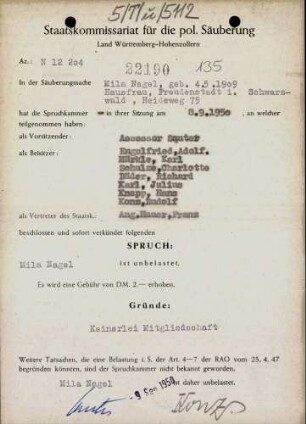 5/T/ü/5112
Staatskommissariat für die pol. Säuberung
Land Württemberg-Hohenzollern
Az.: N 12 204
22190 135
In der Säuberungssache Mila Nagel, geb. 4.5.1909
Hausfrau, Freudenstadt i. Schwarz-
wald , Heideweg 75
hat die Spruchkammer in ihrer Sitzung am 8.9.1950, an welcher
teilgenommen haben:
als Vorsitzender: Assessor
als Beisitzer: Engelfried, Adolf.
Märkle, Karl
Schulze, Charlotte
Richard
Karl, Julius
Knapp, Hans
Rudolf
als Vertreter des Staatsk.: Franz
beschlossen und sofort verkündet folgenden
SPRUCH:
Mila Nagel ist unbelastet.
Es wird eine Gebühr von DM. 2.— erhoben.
Gründe:
Keinerlei Mitgliedschaft
Weitere Tatsachen, die eine Belastung i. S. der Art. 4—7 der RAO vom 25. 4. 47
begründen könnten, sind der Spruchkammer nicht bekannt geworden.
Mila Nagel ist daher unbelastet.
- 9. Sep. 1950